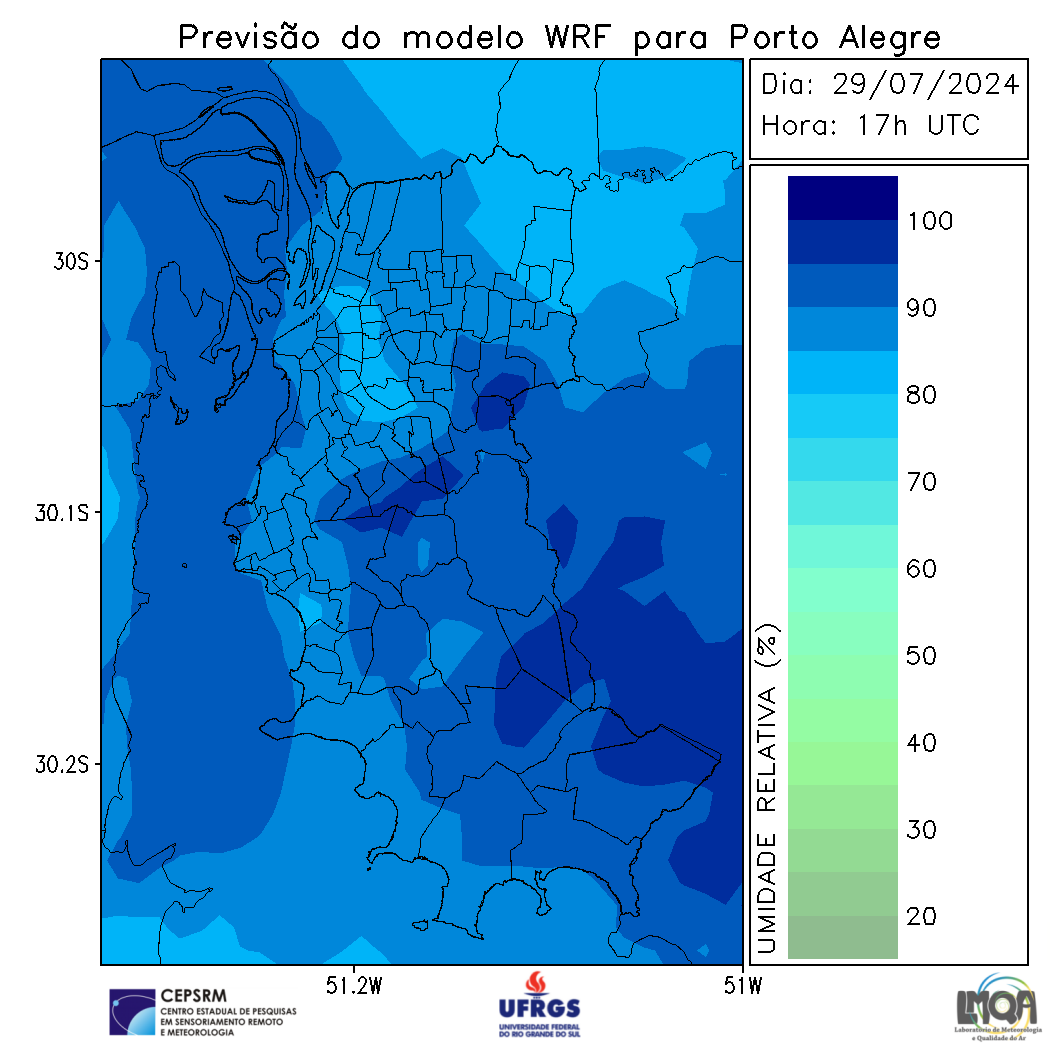 Previsão do modelo WRF para Porto Alegre
Dia: 29/07/2024
Hora: 17h UTC
30S
30.1S
30.2S
51.2W
51W
UMIDADE RELATIVA (%)
100
90
80
70
60
50
40
30
20
CEPSRM
CENTRO ESTADUAL DE PESQUISAS
EM SENSORIAMENTO REMOTO
E METEOROLOGIA
UFRGS
UNIVERSIDADE FEDERAL
DO RIO GRANDE DO SUL
LMQA
Laboratório de Meteorologia
e Qualidade do Ar